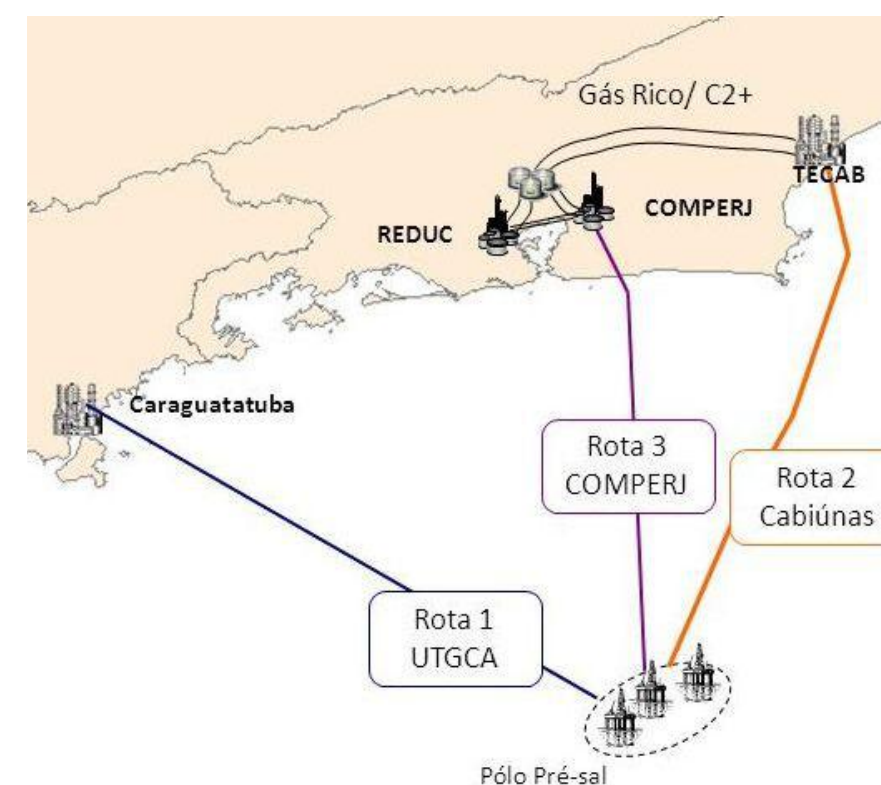 Gás Rico/ C2+
TECAB
COMPERJ
REDUC
Caraguatatuba
Rota 3
COMPERJ
Rota 2
Cabiúnas
Rota 1
UTGCA
Pólo Pré-sal